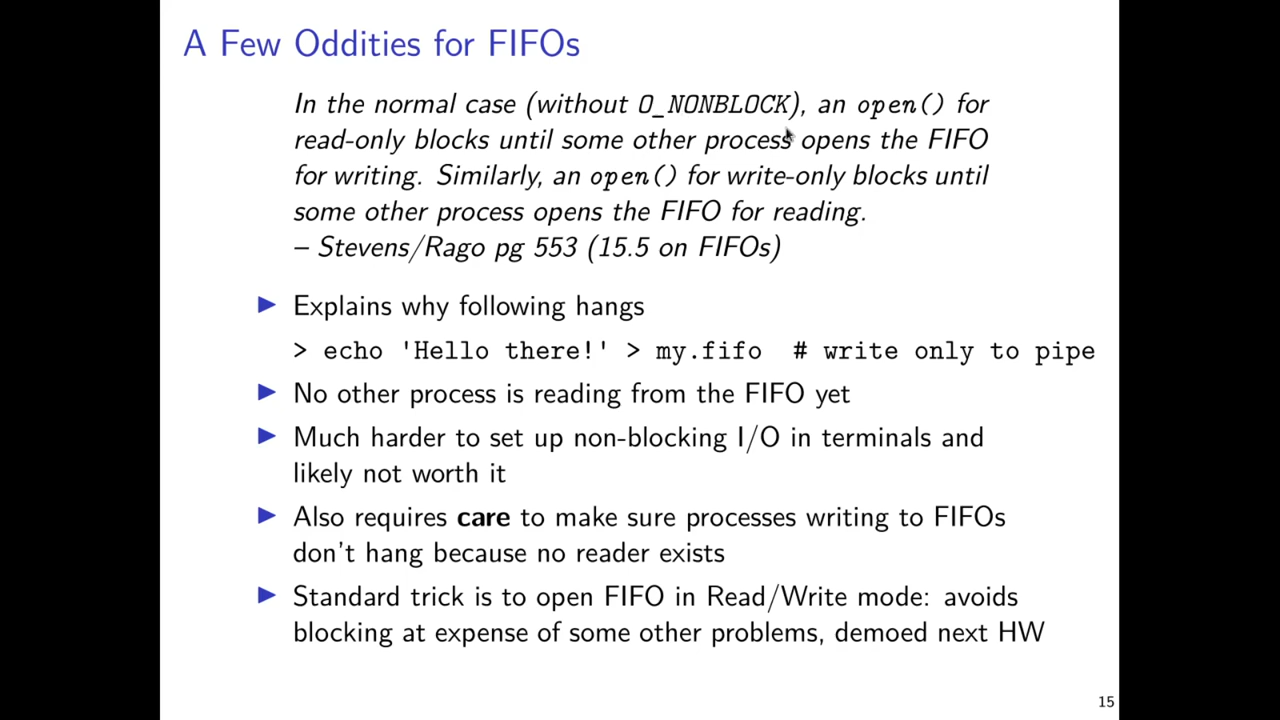 A Few Oddities for FIFOs
In the normal case (without O_NONBLOCK), an open() for
read-only blocks until some other process opens the FIFO
for writing. Similarly, an open() for write-only blocks until
some other process opens the FIFO for reading.
– Stevens/Rago pg 553 (15.5 on FIFOs)
▶ Explains why following hangs
> echo 'Hello there!' > my.fifo # write only to pipe
▶ No other process is reading from the FIFO yet
▶ Much harder to set up non-blocking I/O in terminals and
likely not worth it
▶ Also requires care to make sure processes writing to FIFOs
don't hang because no reader exists
▶ Standard trick is to open FIFO in Read/Write mode: avoids
blocking at expense of some other problems, demoed next HW
15